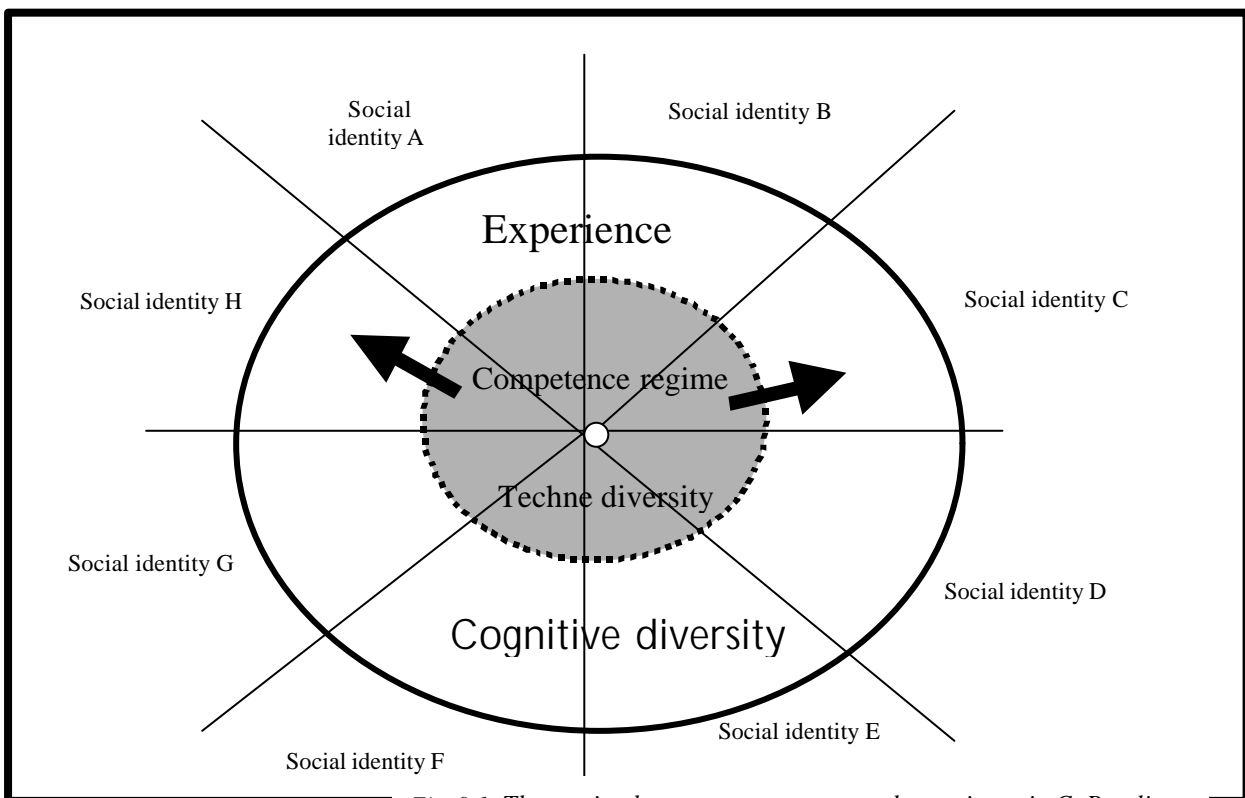 Social
identity A
Social identity B
Experience
Social identity H
Social identity C
Competence regime
Techne diversity
Social identity G
Social identity D
Cognitive diversity
Social identity E
Social identity F